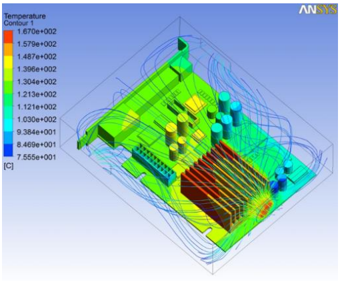 ANSYS
Temperature
Contour 1
1.670e+002
1.579e+002
1.487e+002
1.396e+002
1.304e+002
1.213e+002
1.121e+002
1.030e+002
9.384e+001
8.469e+001
7.555e+001
[C]